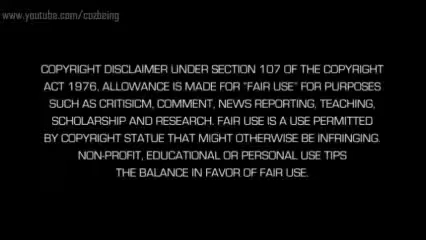 www.youtube.com/cozbeing
COPYRIGHT DISCLAIMER UNDER SECTION 107 OF THE COPYRIGHT
ACT 1976, ALLOWANCE IS MADE FOR "FAIR USE" FOR PURPOSES
SUCH AS CRITISICM, COMMENT, NEWS REPORTING, TEACHING,
SCHOLARSHIP AND RESEARCH. FAIR USE IS A USE PERMITTED
BY COPYRIGHT STATUE THAT MIGHT OTHERWISE BE INFRINGING.
NON-PROFIT, EDUCATIONAL OR PERSONAL USE TIPS
THE BALANCE IN FAVOR OF FAIR USE.